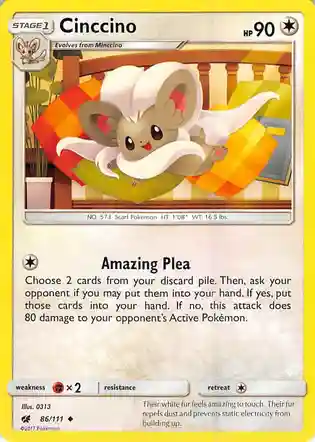 STAGE 1 Cinccino HP 90
Evolves from Minccino
NO. 573 Scarf Pokémon HT: 1'08" WT: 16.5 lbs.
Amazing Plea
Choose 2 cards from your discard pile. Then, ask your
opponent if you may put them into your hand. If yes, put
those cards into your hand. If no, this attack does
80 damage to your opponent's Active Pokémon.
weakness ×2 resistance retreat
Illus. 0313
86/111
©2017 Pokémon
Their white fur feels amazing to touch. Their fur
repels dust and prevents static electricity from
building up.